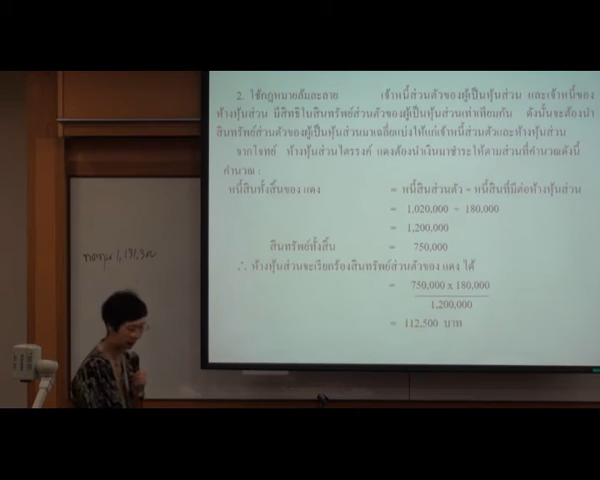 2. ใช้กฎหมายล้มละลาย เจ้าหนี้ส่วนตัวของผู้เป็นหุ้นส่วน และเจ้าหนี้ของ
ห้างหุ้นส่วน มีสิทธิในสินทรัพย์ส่วนตัวของผู้เป็นหุ้นส่วนเท่าเทียมกัน ดังนั้นจะต้องนำ
สินทรัพย์ส่วนตัวของผู้เป็นหุ้นส่วนมาเฉลี่ยแบ่งให้แก่เจ้าหนี้ส่วนตัวและห้างหุ้นส่วน
จากโจทย์ ห้างหุ้นส่วนไตรรงค์ แดงต้องนำเงินมาชำระให้ตามส่วนที่คำนวณดังนี้
คำนวณ :
หนี้สินทั้งสิ้นของ แดง = หนี้สินส่วนตัว + หนี้สินที่มีต่อห้างหุ้นส่วน
= 1,020,000 + 180,000
= 1,200,000
สินทรัพย์ทั้งสิ้น = 750,000
∴ ห้างหุ้นส่วนจะเรียกร้องสินทรัพย์ส่วนตัวของ แดง ได้
= 750,000 x 180,000
1,200,000
= 112,500 บาท